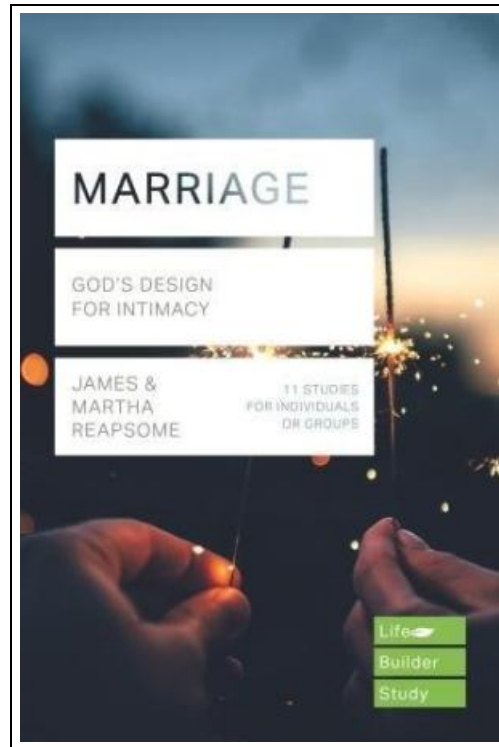 MARRIAGE
GOD'S DESIGN
FOR INTIMACY
JAMES &
MARTHA
REAPSOME
11 STUDIES
FOR INDIVIDUALS
OR GROUPS
Life
Builder
Study